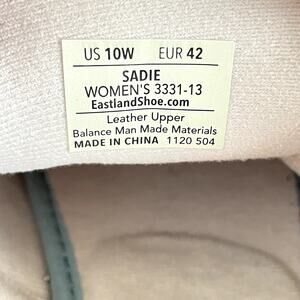 US 10W EUR 42
SADIE
WOMEN'S 3331-13
EastlandShoe.com
Leather Upper
Balance Man Made Materials
MADE IN CHINA 1120 504